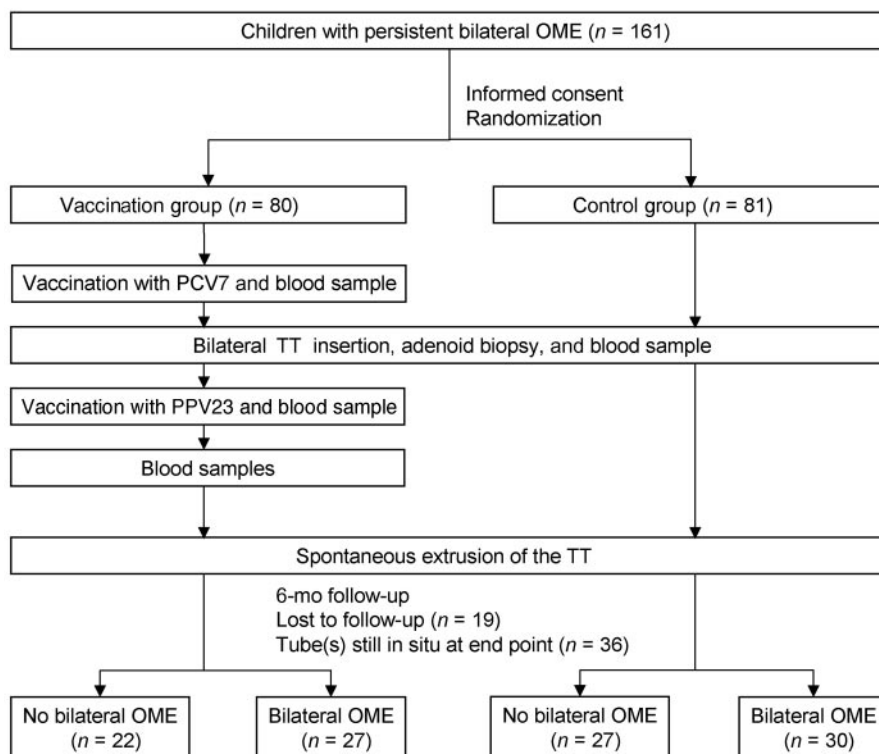 Children with persistent bilateral OME (n = 161)
Informed consent
Randomization
Vaccination group (n = 80)
Control group (n = 81)
Vaccination with PCV7 and blood sample
Bilateral TT insertion, adenoid biopsy, and blood sample
Vaccination with PPV23 and blood sample
Blood samples
Spontaneous extrusion of the TT
6-mo follow-up
Lost to follow-up (n = 19)
Tube(s) still in situ at end point (n = 36)
No bilateral OME
(n = 22)
Bilateral OME
(n = 27)
No bilateral OME
(n = 27)
Bilateral OME
(n = 30)